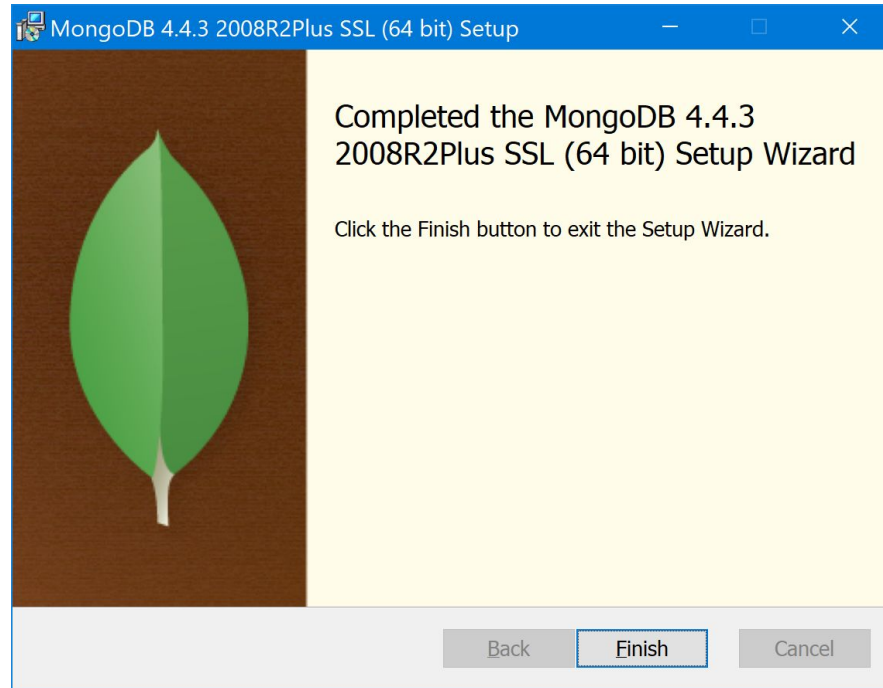 MongoDB 4.4.3 2008R2Plus SSL (64 bit) Setup
Completed the MongoDB 4.4.3
2008R2Plus SSL (64 bit) Setup Wizard
Click the Finish button to exit the Setup Wizard.
Back Finish Cancel